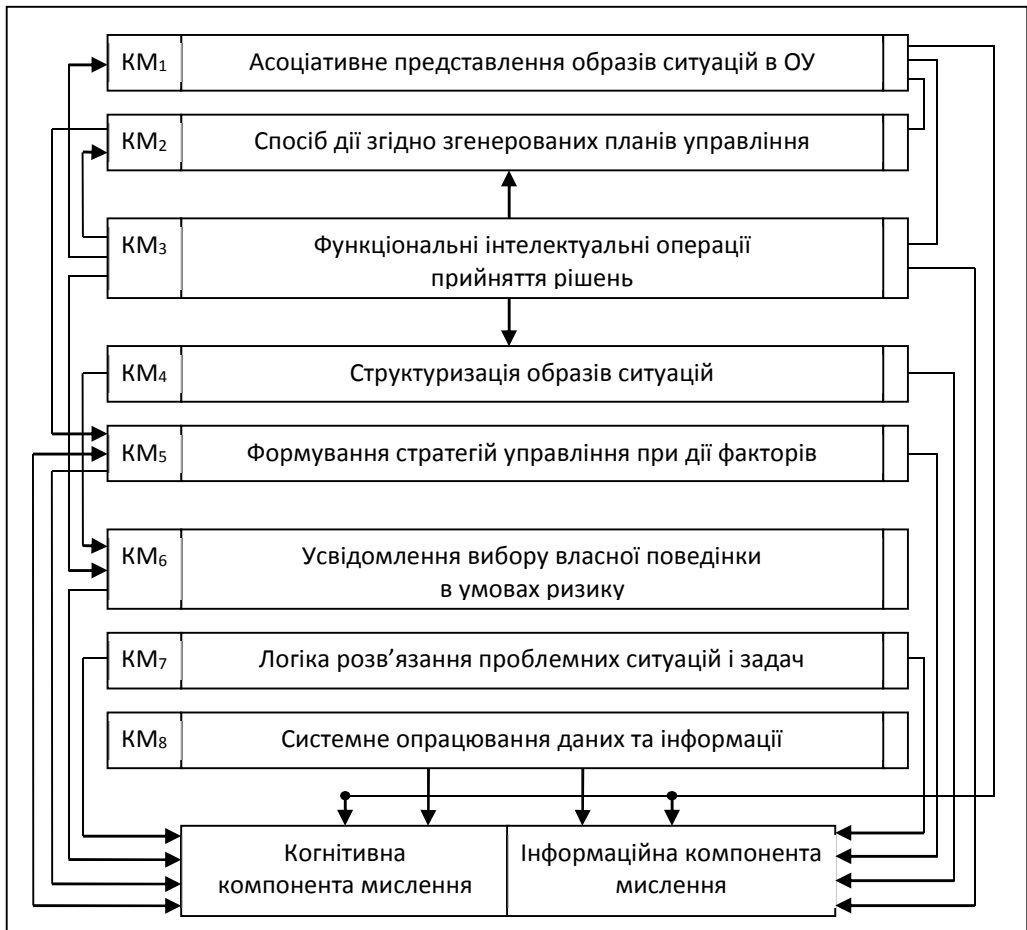 КМ₁ Асоціативне представлення образів ситуацій в ОУ
КМ₂ Спосіб дії згідно згенерованих планів управління
КМ₃ Функціональні інтелектуальні операції
прийняття рішень
КМ₄ Структуризація образів ситуацій
КМ₅ Формування стратегій управління при дії факторів
КМ₆ Усвідомлення вибору власної поведінки
в умовах ризику
КМ₇ Логіка розв’язання проблемних ситуацій і задач
КМ₈ Системне опрацювання даних та інформації
Когнітивна
компонента мислення
Інформаційна компонента
мислення